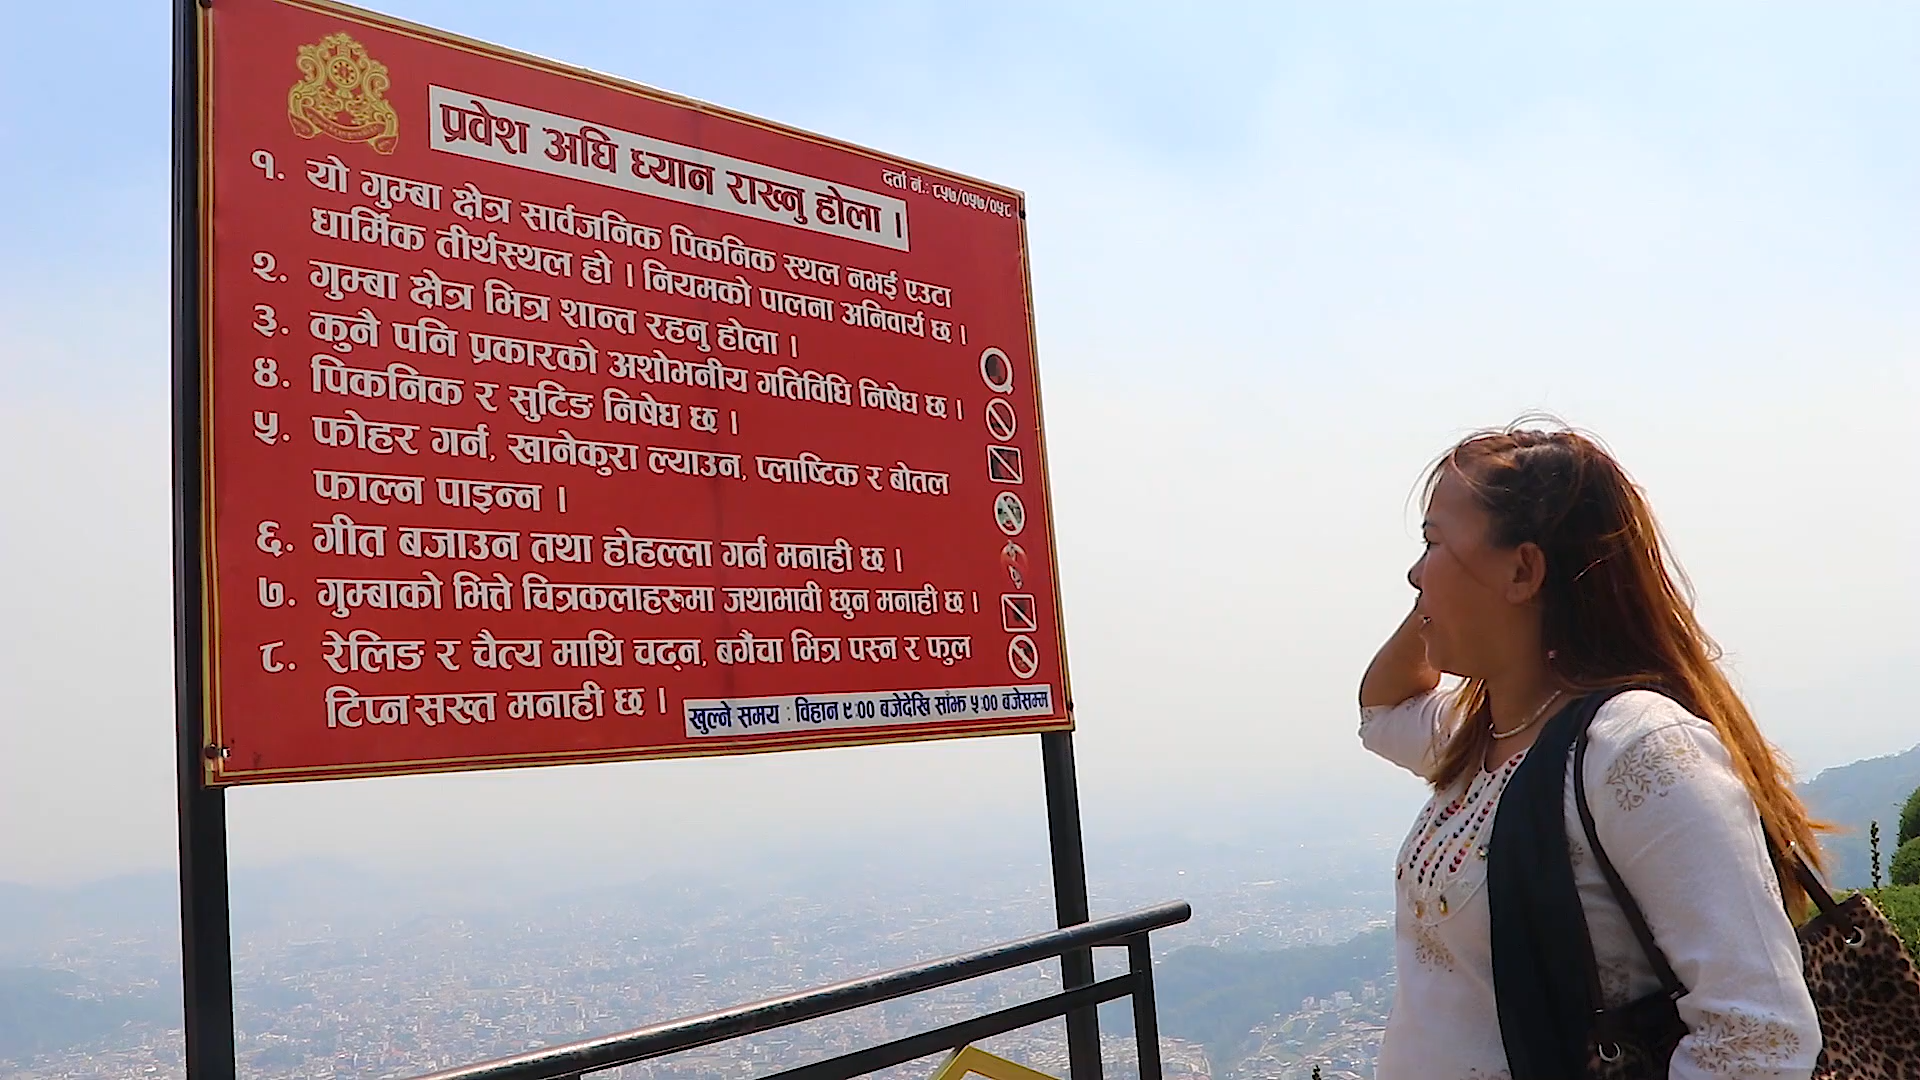 प्रवेश अघि ध्यान राख्नु होला ।
दर्ता नं.: ८५७/०५७/०५८
१. यो गुम्बा क्षेत्र सार्वजनिक पिकनिक स्थल नभई एउटा
धार्मिक तीर्थस्थल हो । नियमको पालना अनिवार्य छ ।
२. गुम्बा क्षेत्र भित्र शान्त रहनु होला ।
३. कुनै पनि प्रकारको अशोभनीय गतिविधि निषेध छ ।
४. पिकनिक र सुटिङ निषेध छ ।
५. फोहर गर्न, खानेकुरा ल्याउन, प्लाष्टिक र बोतल
फाल्न पाइन्न ।
६. गीत बजाउन तथा होहल्ला गर्न मनाही छ ।
७. गुम्बाको भित्ते चित्रकलाहरुमा जथाभावी छुन मनाही छ ।
८. रेलिङ र चैत्य माथि चढ्न, बगैंचा भित्र पस्न र फुल
टिप्न सख्त मनाही छ ।
खुल्ने समय : विहान ९:०० बजेदेखि साँझ ५:०० बजेसम्म